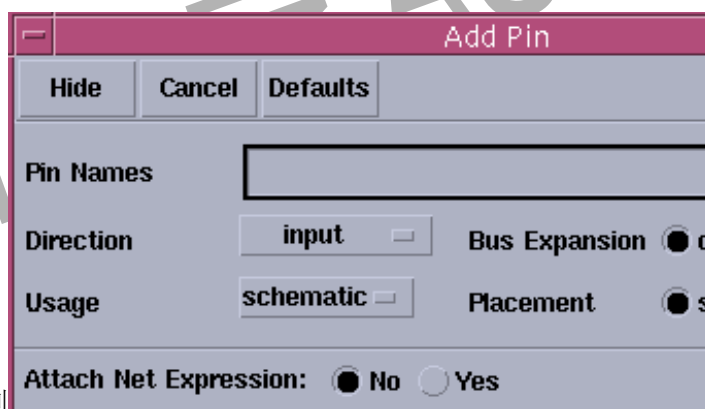 Add Pin
Hide Cancel Defaults
Pin Names
Direction input Bus Expansion
Usage schematic Placement
Attach Net Expression: No Yes